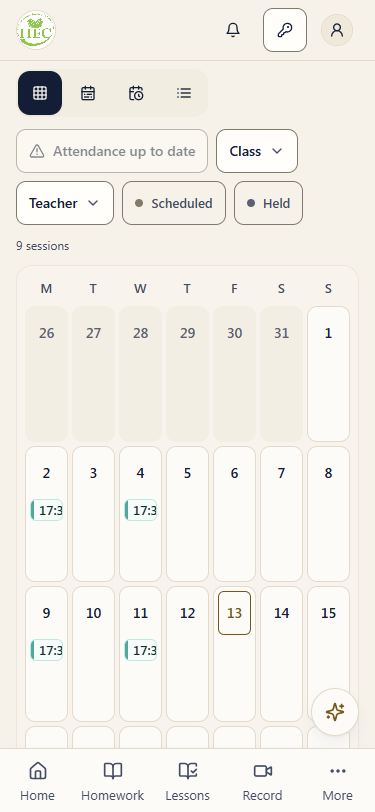 HEC
Attendance up to date
Class
Teacher
Scheduled
Held
9 sessions
M T W T F S S
26 27 28 29 30 31 1
2 3 4 5 6 7 8
17:3 17:3
9 10 11 12 13 14 15
17:3 17:3
Home Homework Lessons Record More